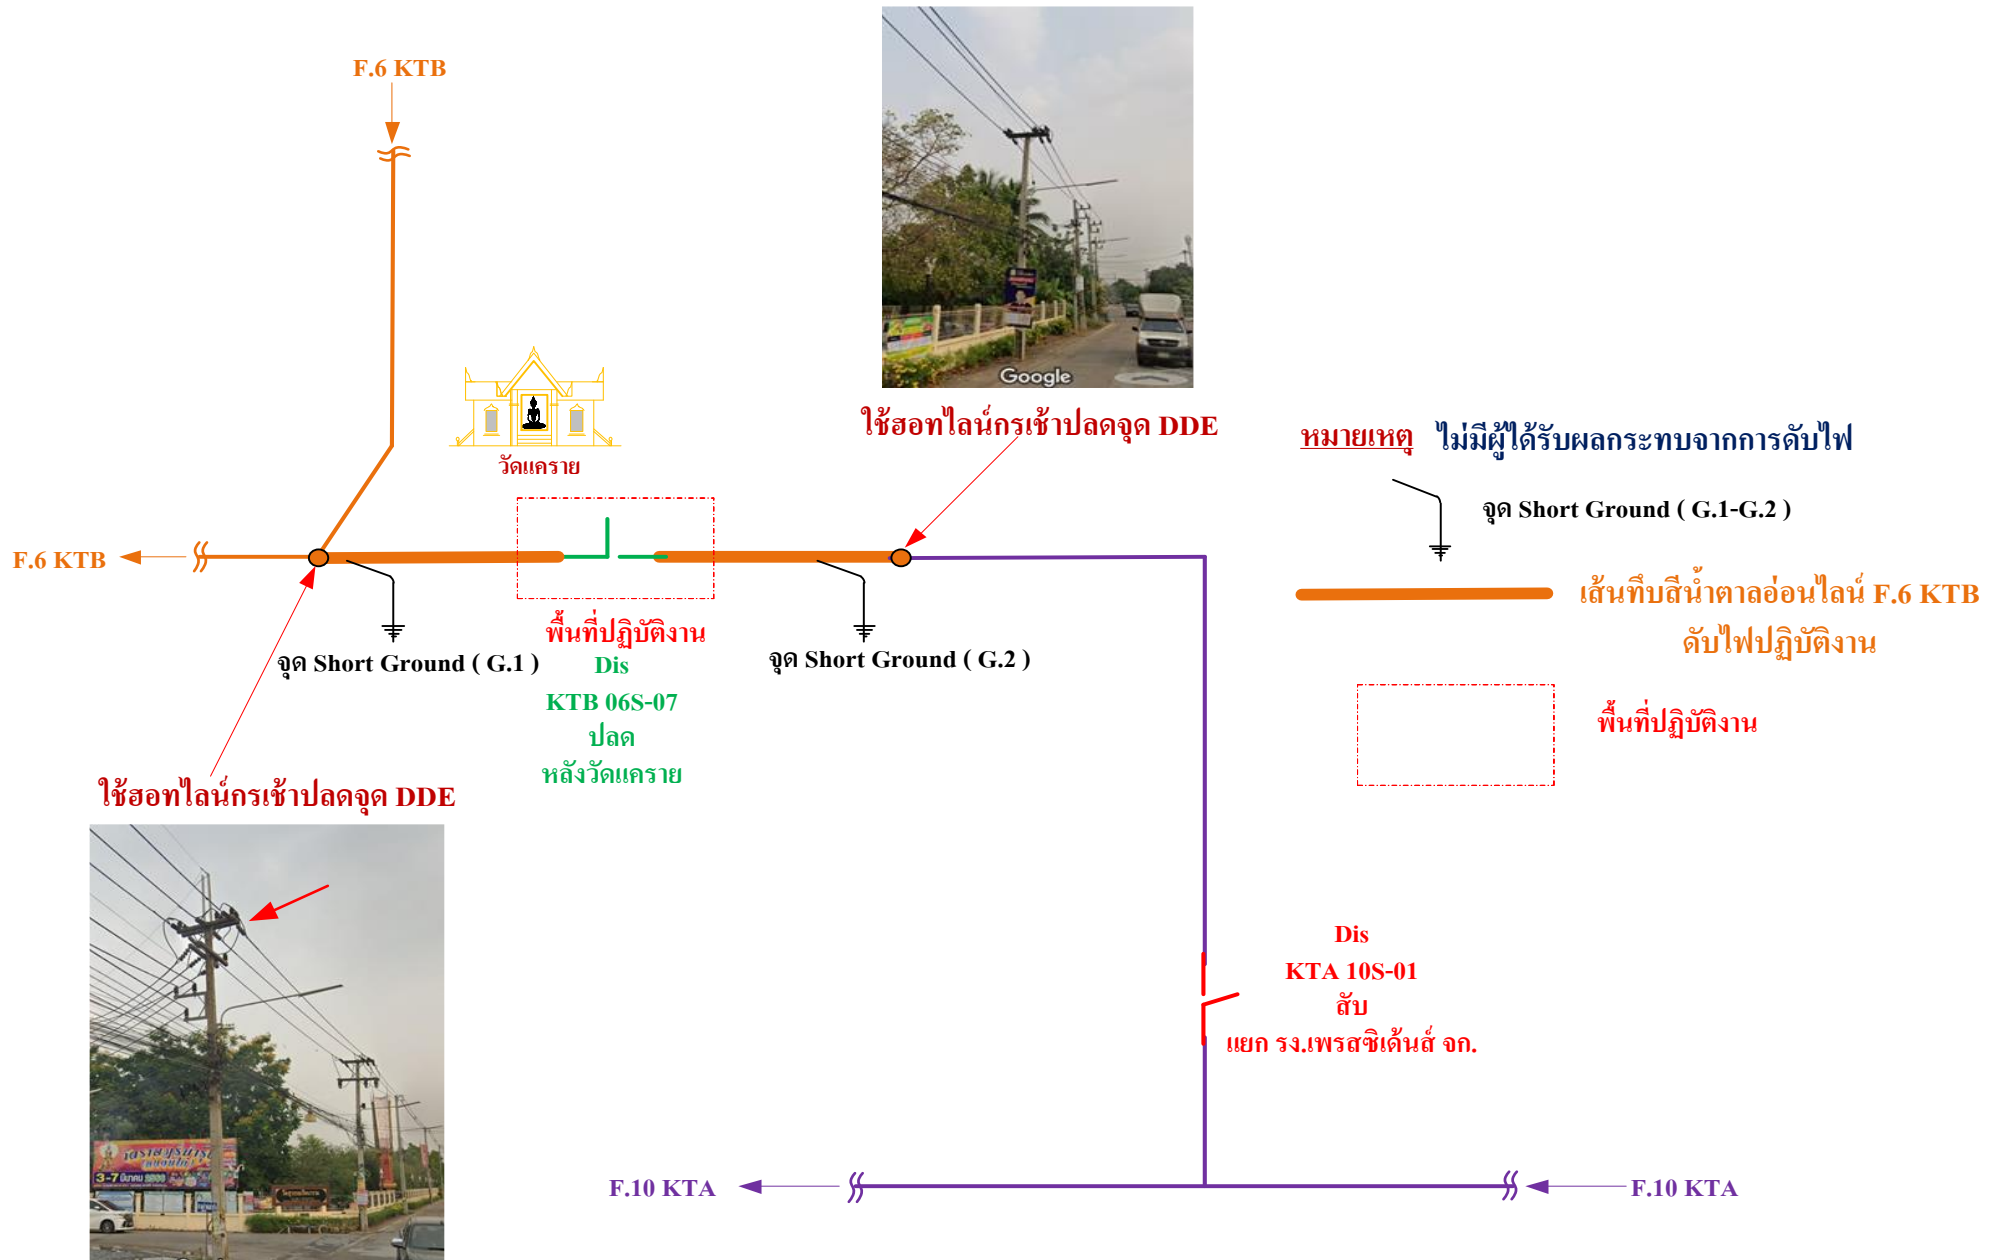 F.6 KTB
Google
ใช้ฮอทไลน์กรเช้าปลดจุด DDE
หมายเหตุ ไม่มีผู้ได้รับผลกระทบจากการดับไฟ
วัดแคราย
จุด Short Ground ( G.1-G.2 )
F.6 KTB
เส้นทึบสีน้ำตาลอ่อนไลน์ F.6 KTB
ดับไฟปฏิบัติงาน
พื้นที่ปฏิบัติงาน
จุด Short Ground ( G.1 )
Dis
KTB 06S-07
ปลด
หลังวัดแคราย
จุด Short Ground ( G.2 )
พื้นที่ปฏิบัติงาน
ใช้ฮอทไลน์กรเช้าปลดจุด DDE
3-7 มีนาคม
Dis
KTA 10S-01
สับ
แยก รง.เพรสซิเด้นส์ จก.
F.10 KTA
F.10 KTA